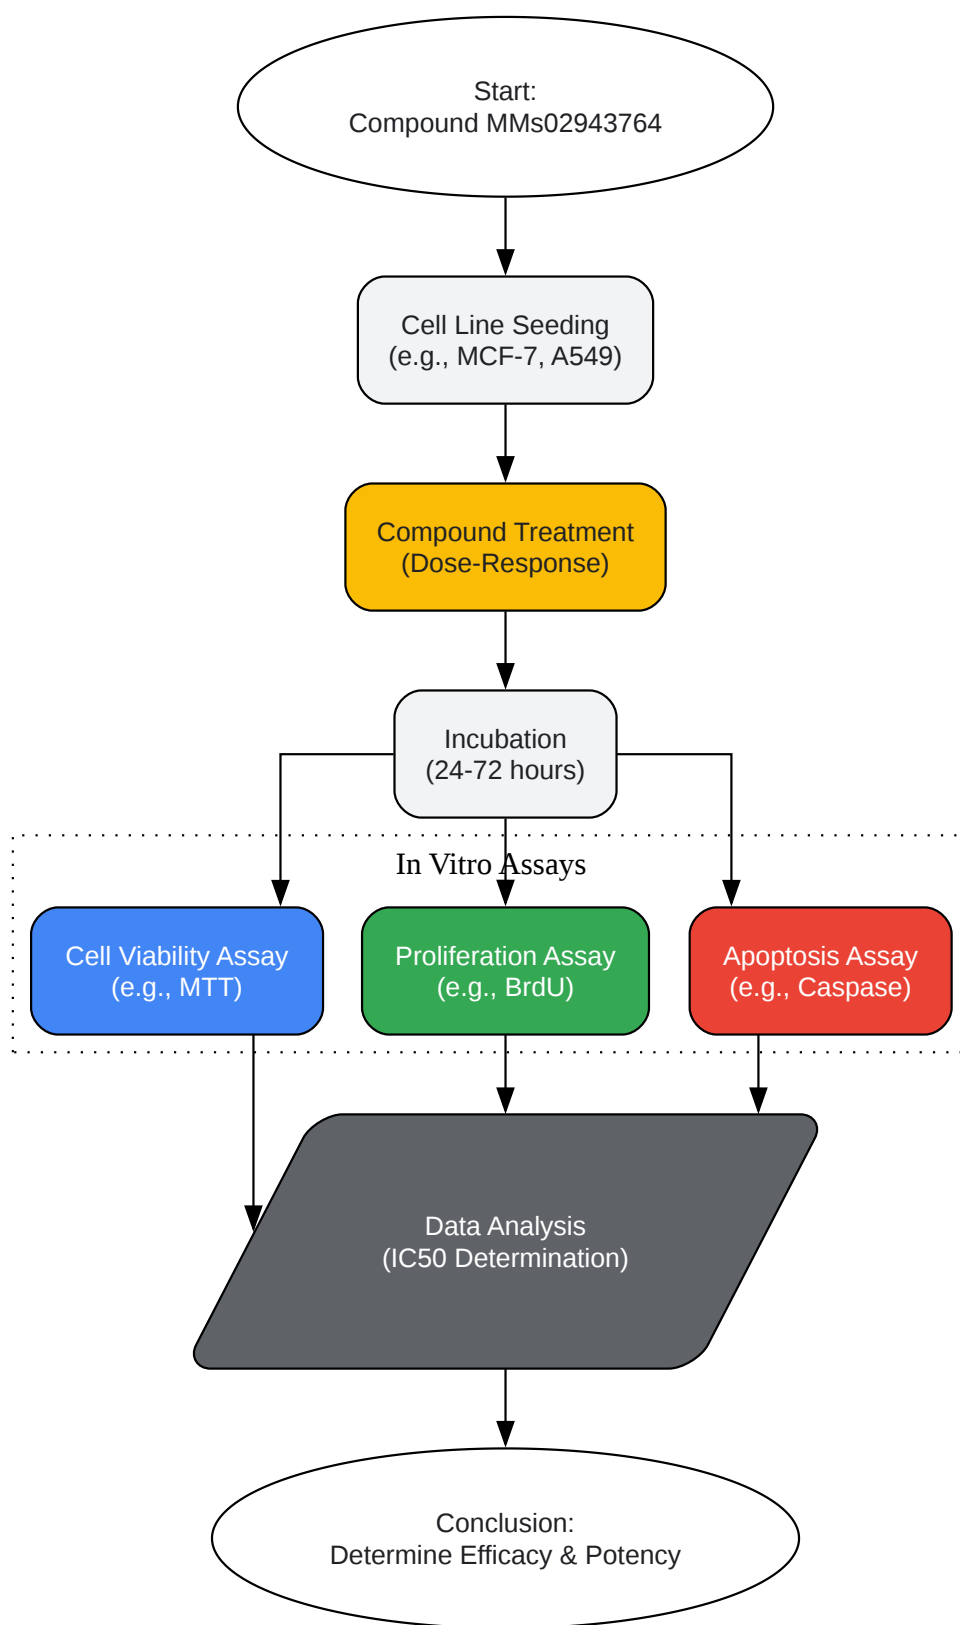 Start:
Compound MMs02943764
Cell Line Seeding
(e.g., MCF-7, A549)
Compound Treatment
(Dose-Response)
Incubation
(24-72 hours)
In Vitro Assays
Cell Viability Assay
(e.g., MTT)
Proliferation Assay
(e.g., BrdU)
Apoptosis Assay
(e.g., Caspase)
Data Analysis
(IC50 Determination)
Conclusion:
Determine Efficacy & Potency